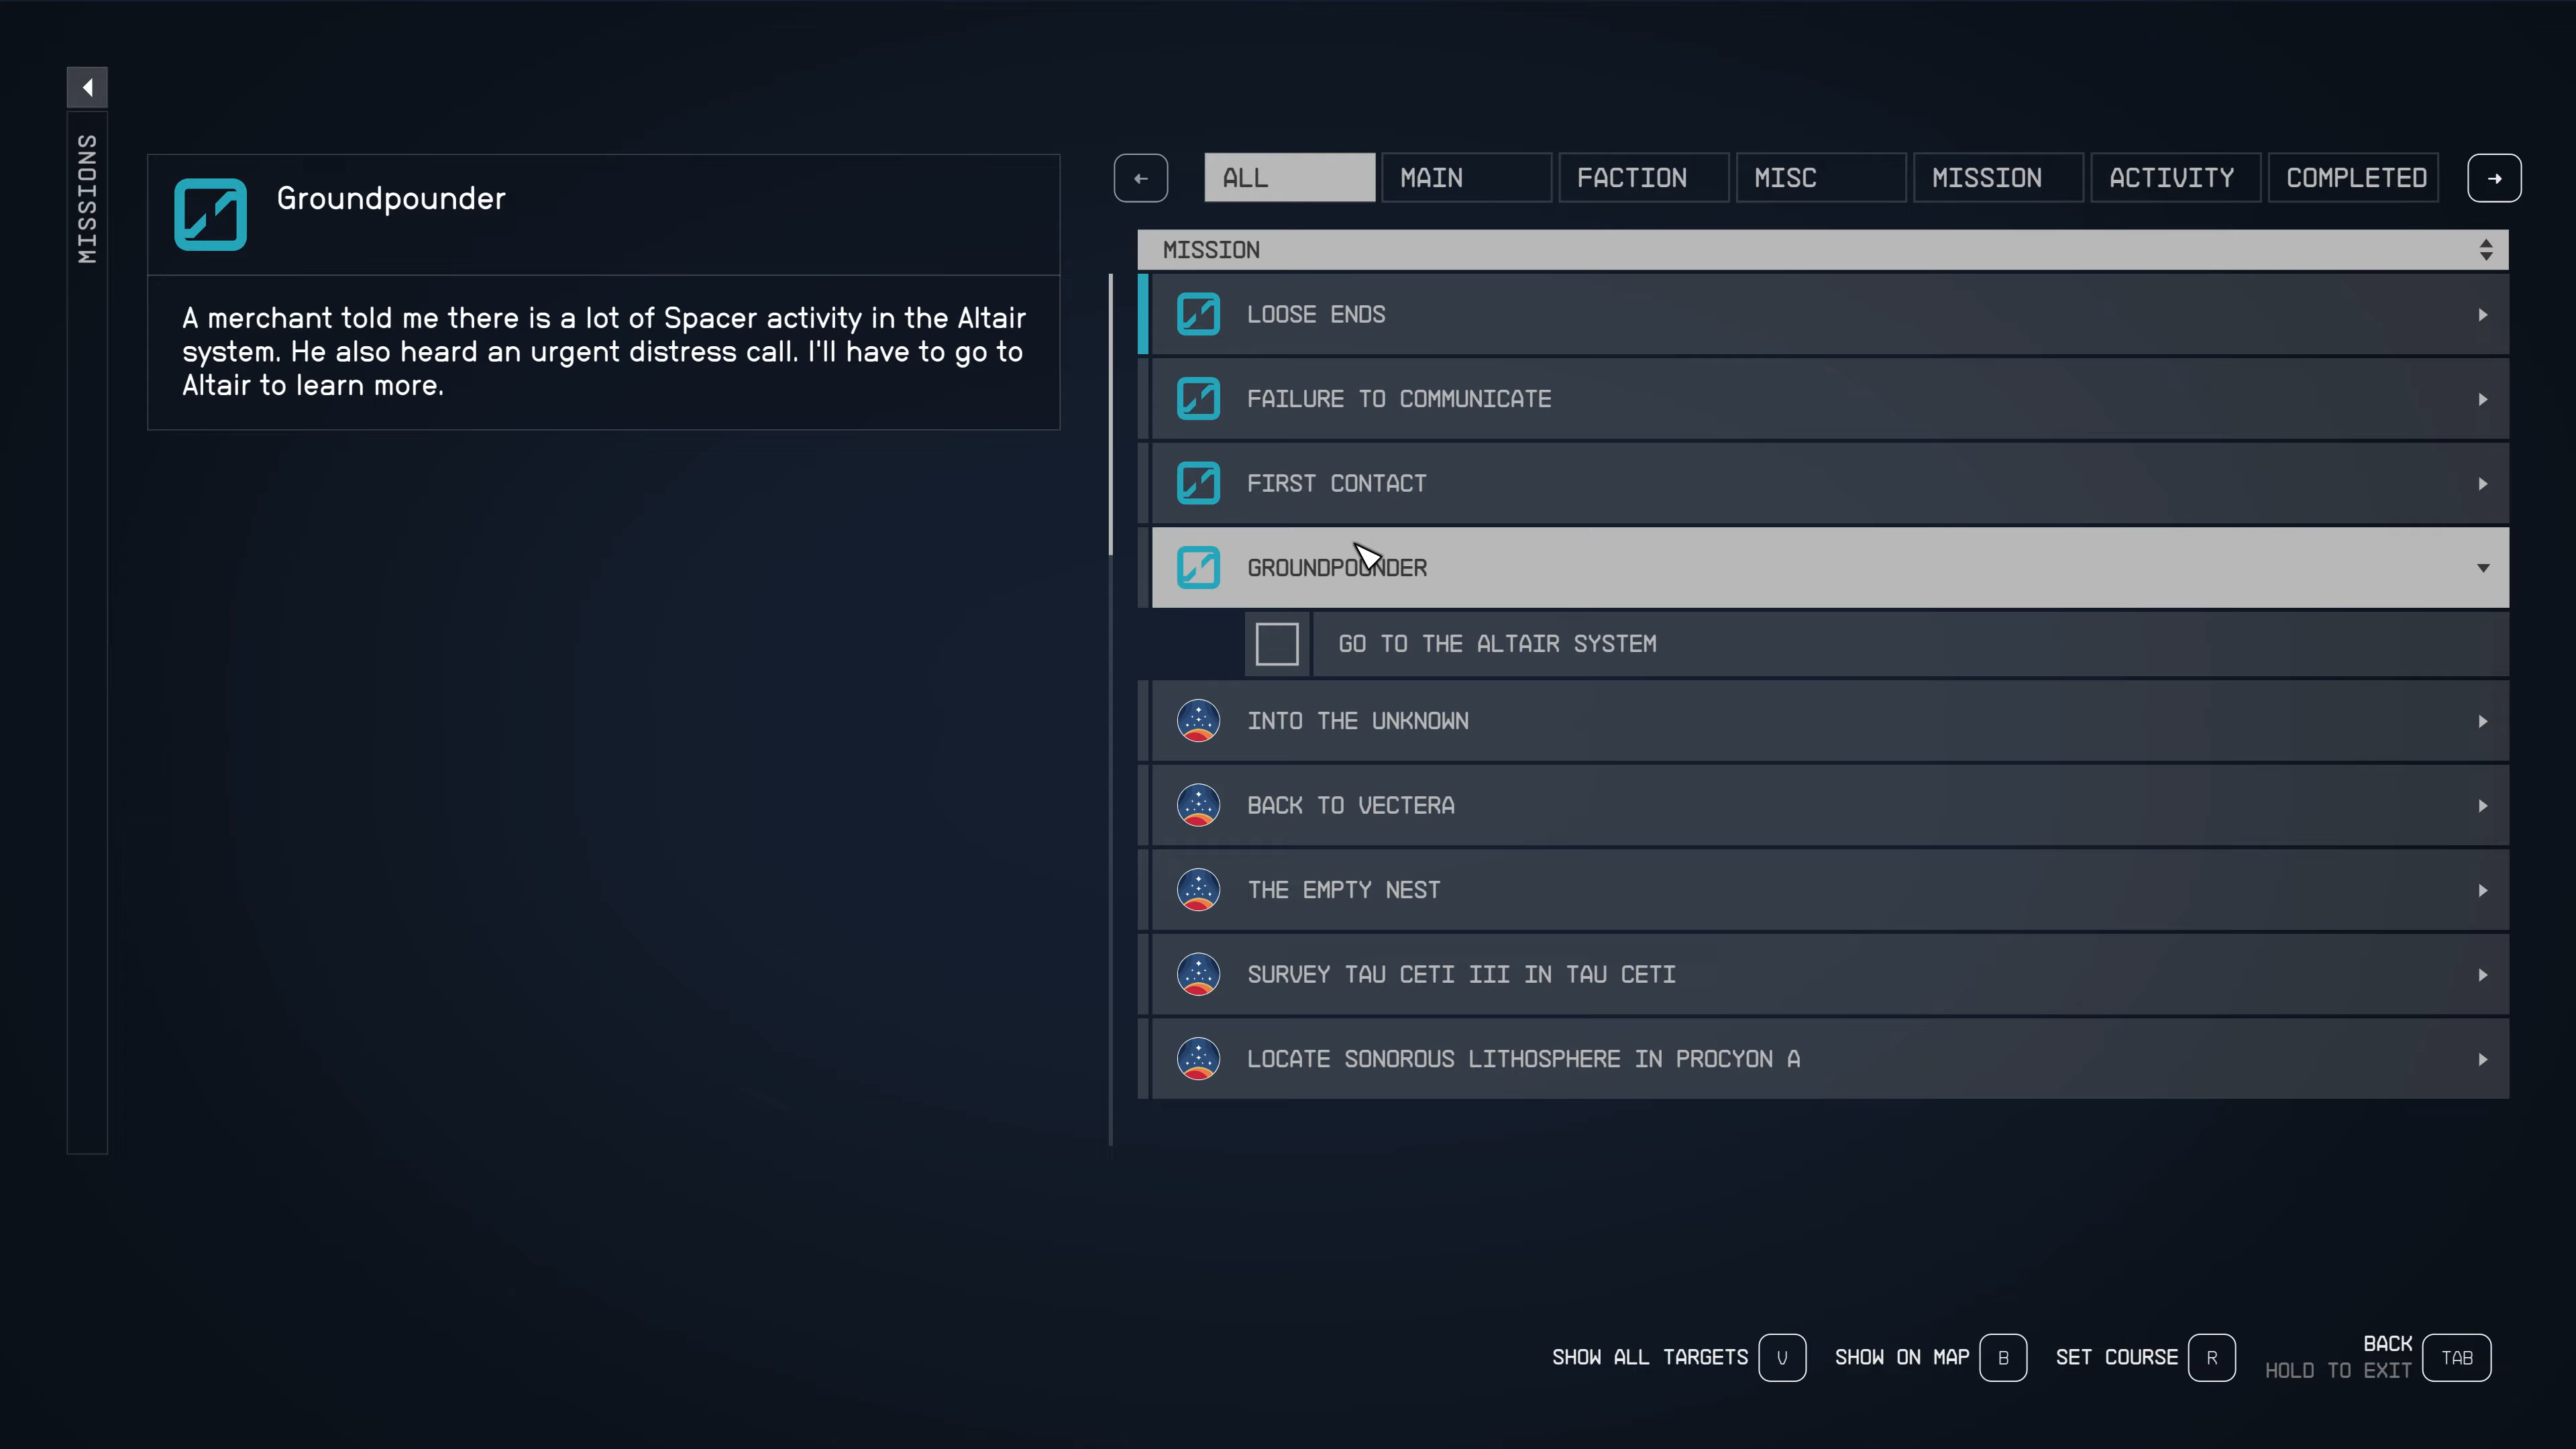 MISSIONS
Groundpounder
A merchant told me there is a lot of Spacer activity in the Altair
system. He also heard an urgent distress call. I'll have to go to
Altair to learn more.
ALL MAIN FACTION MISC MISSION ACTIVITY COMPLETED
MISSION
LOOSE ENDS
FAILURE TO COMMUNICATE
FIRST CONTACT
GROUNDPOUNDER
GO TO THE ALTAIR SYSTEM
INTO THE UNKNOWN
BACK TO VECTERA
THE EMPTY NEST
SURVEY TAU CETI III IN TAU CETI
LOCATE SONOROUS LITHOSPHERE IN PROCYON A
SHOW ALL TARGETS V SHOW ON MAP B SET COURSE R BACK TAB
HOLD TO EXIT